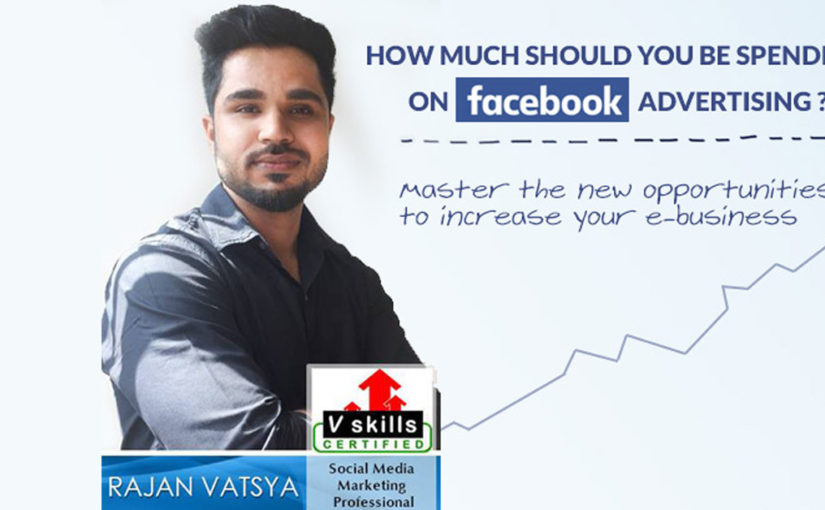 HOW MUCH SHOULD YOU BE SPENDI
ON facebook ADVERTISING ?
Master the new opportunities
to increase your e-business
V skills
CERTIFIED
RAJAN VATSYA
Social Media
Marketing
Professional